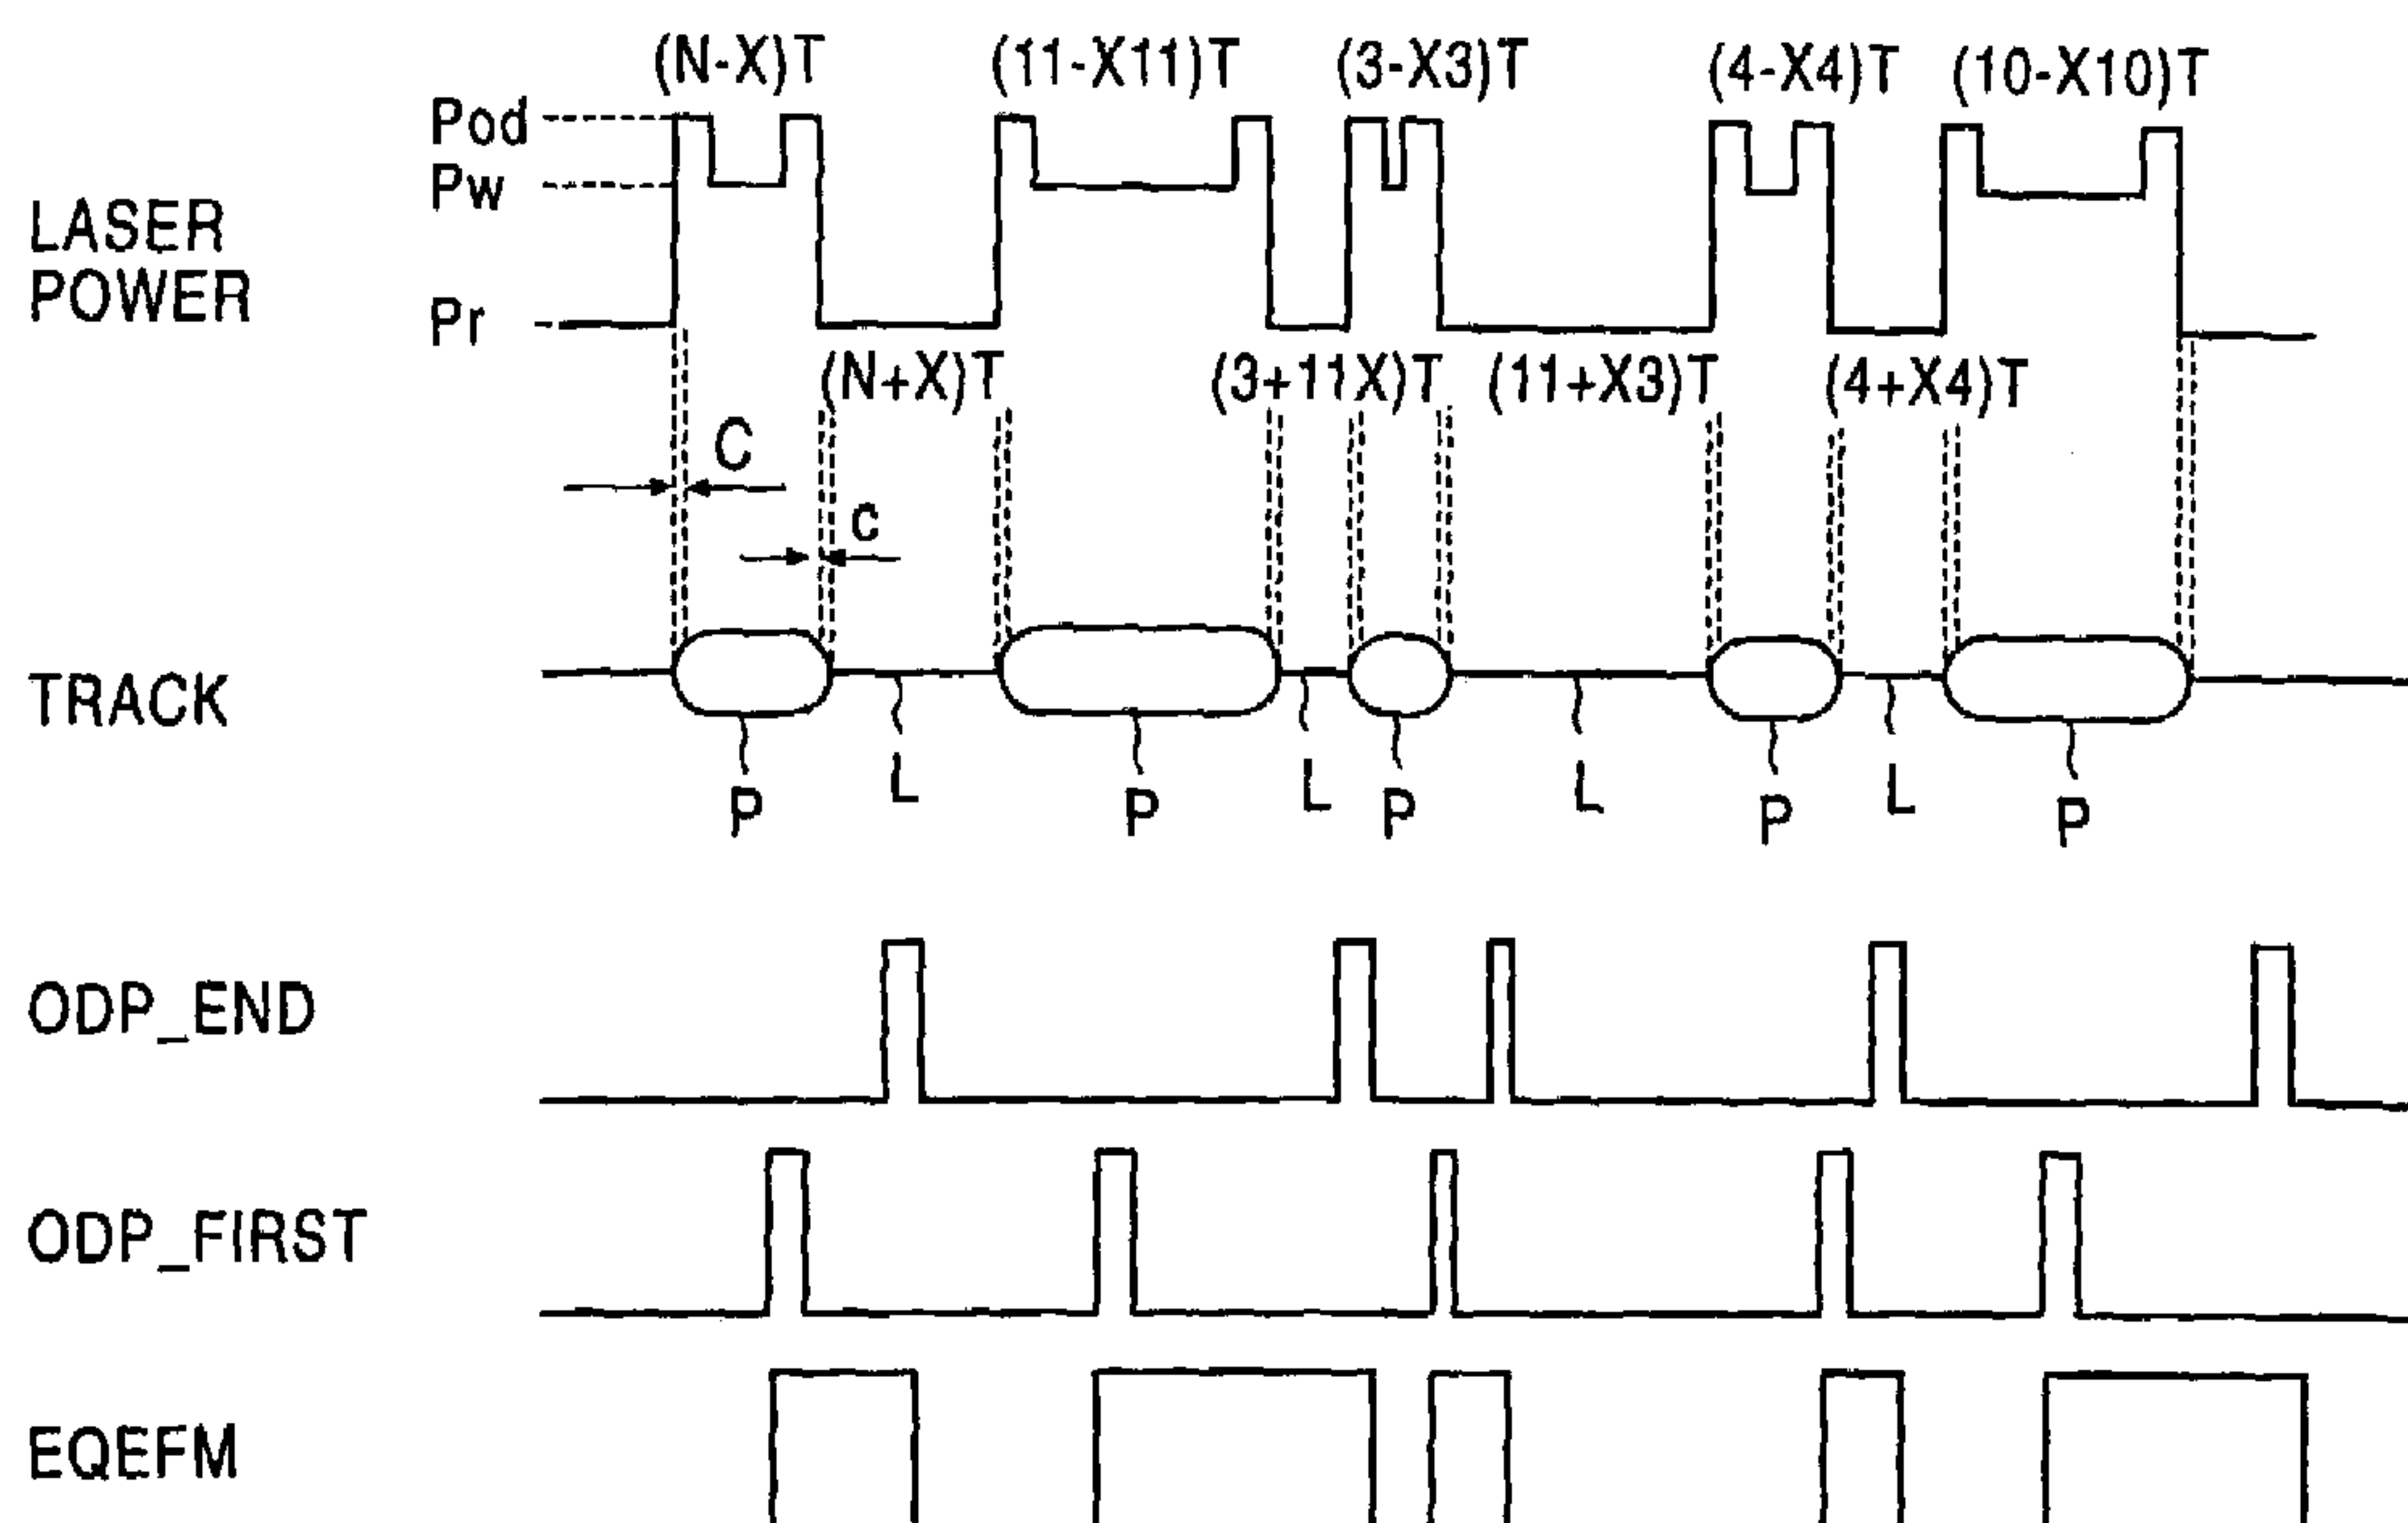 (N-X)T (11-X11)T (3-X3)T (4-X4)T (10-X10)T
Pod
Pw
LASER
POWER
Pr
(N+X)T (3+11X)T (11+X3)T (4+X4)T
C
c
TRACK
P L P L P L P L P
ODP_END
ODP_FIRST
EQEFM